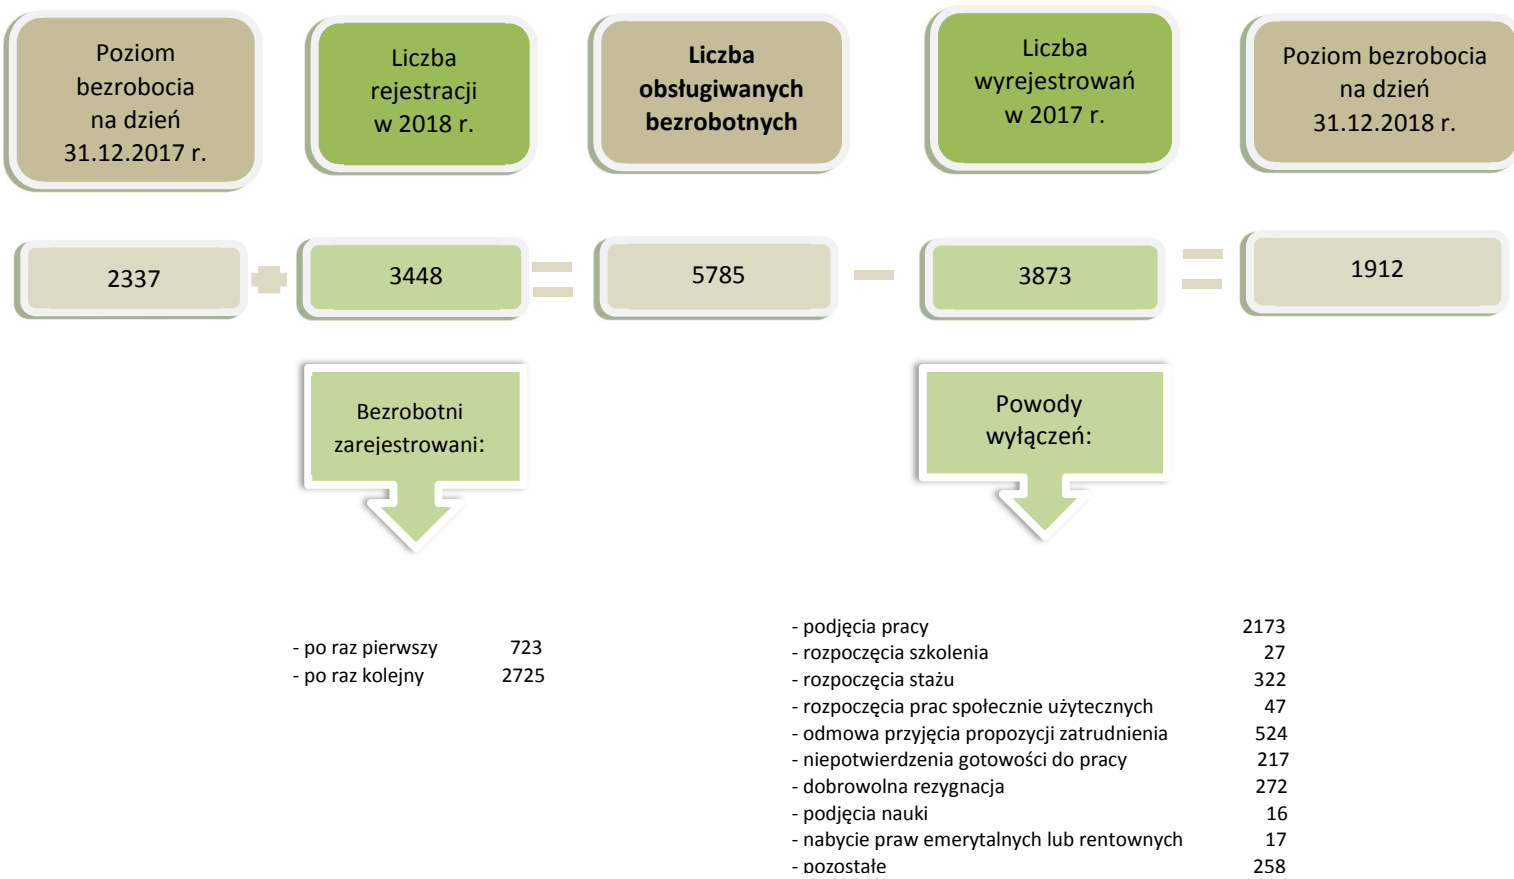 Poziom
bezrobocia
na dzień
31.12.2017 r.
Liczba
rejestracji
w 2018 r.
Liczba
obsługiwanych
bezrobotnych
Liczba
wyrejestrowań
w 2017 r.
Poziom bezrobocia
na dzień
31.12.2018 r.
2337
3448
5785
3873
1912
Bezrobotni
zarejestrowani:
Powody
wyłączeń:
- po raz pierwszy 723
- po raz kolejny 2725
- podjęcia pracy 2173
- rozpoczęcia szkolenia 27
- rozpoczęcia stażu 322
- rozpoczęcia prac społecznie użytecznych 47
- odmowa przyjęcia propozycji zatrudnienia 524
- niepotwierdzenia gotowości do pracy 217
- dobrowolna rezygnacja 272
- podjęcia nauki 16
- nabycie praw emerytalnych lub rentownych 17
- pozostałe 258